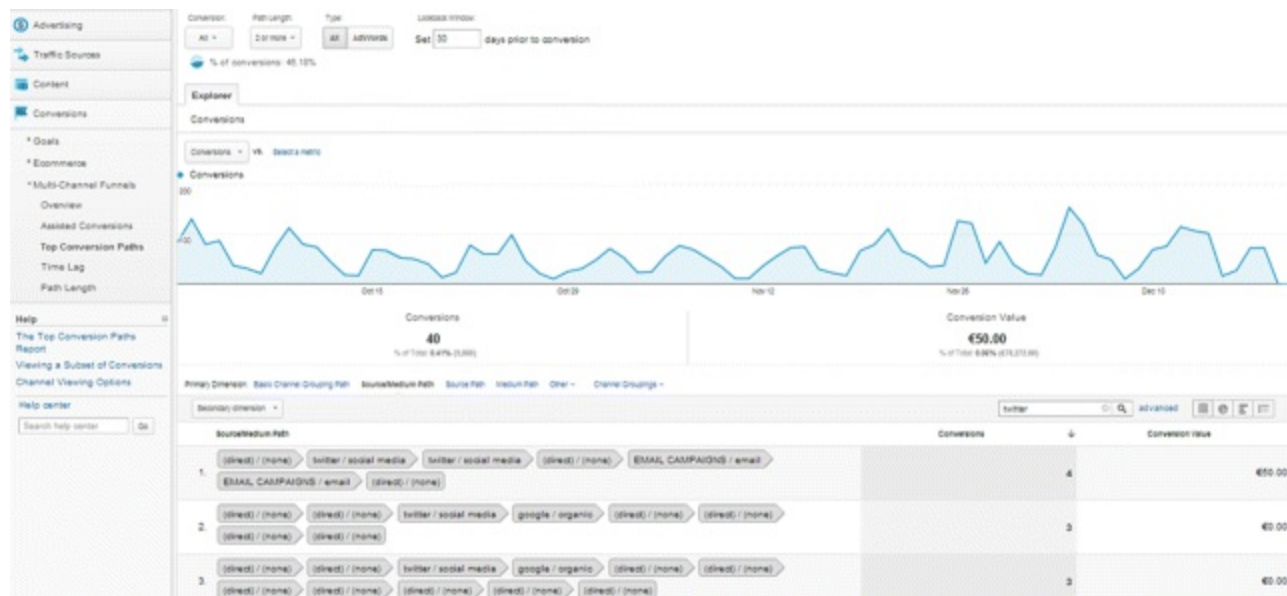 Advertising
Traffic Sources
Content
Conversions
Goals
Ecommerce
Multi-Channel Funnels
Overview
Assisted Conversions
Top Conversion Paths
Time Lag
Path Length
Help
The Top Conversion Paths
Report
Viewing a Subset of Conversions
Channel Viewing Options
Help center
Search help center Go
Conversion: Path Length: Type: Lookback Window:
All 2 or more All AdWords Set 30 days prior to conversion
% of conversions:
Explorer
Conversions
Conversions vs. Select a metric
Conversions
200
100
Oct 15 Oct 29 Nov 12 Nov 26 Dec 10
Conversions Conversion Value
40 €50.00
% of Total: 0.41% % of Total:
Primary Dimension: Basic Channel Grouping Path Source/Medium Path Source Path Medium Path Other Channel Groupings
Secondary dimension twitter advanced
Source/Medium Path Conversions Conversion Value
1. (direct) / (none) twitter / social media twitter / social media (direct) / (none) EMAIL CAMPAIGNS / email 4 €50.00
EMAIL CAMPAIGNS / email (direct) / (none)
2. (direct) / (none) (direct) / (none) twitter / social media google / organic (direct) / (none) (direct) / (none) 3 €0.00
(direct) / (none) (direct) / (none)
3. (direct) / (none) (direct) / (none) twitter / social media google / organic (direct) / (none) (direct) / (none) 3 €0.00
(direct) / (none) (direct) / (none) (direct) / (none) (direct) / (none) (direct) / (none)